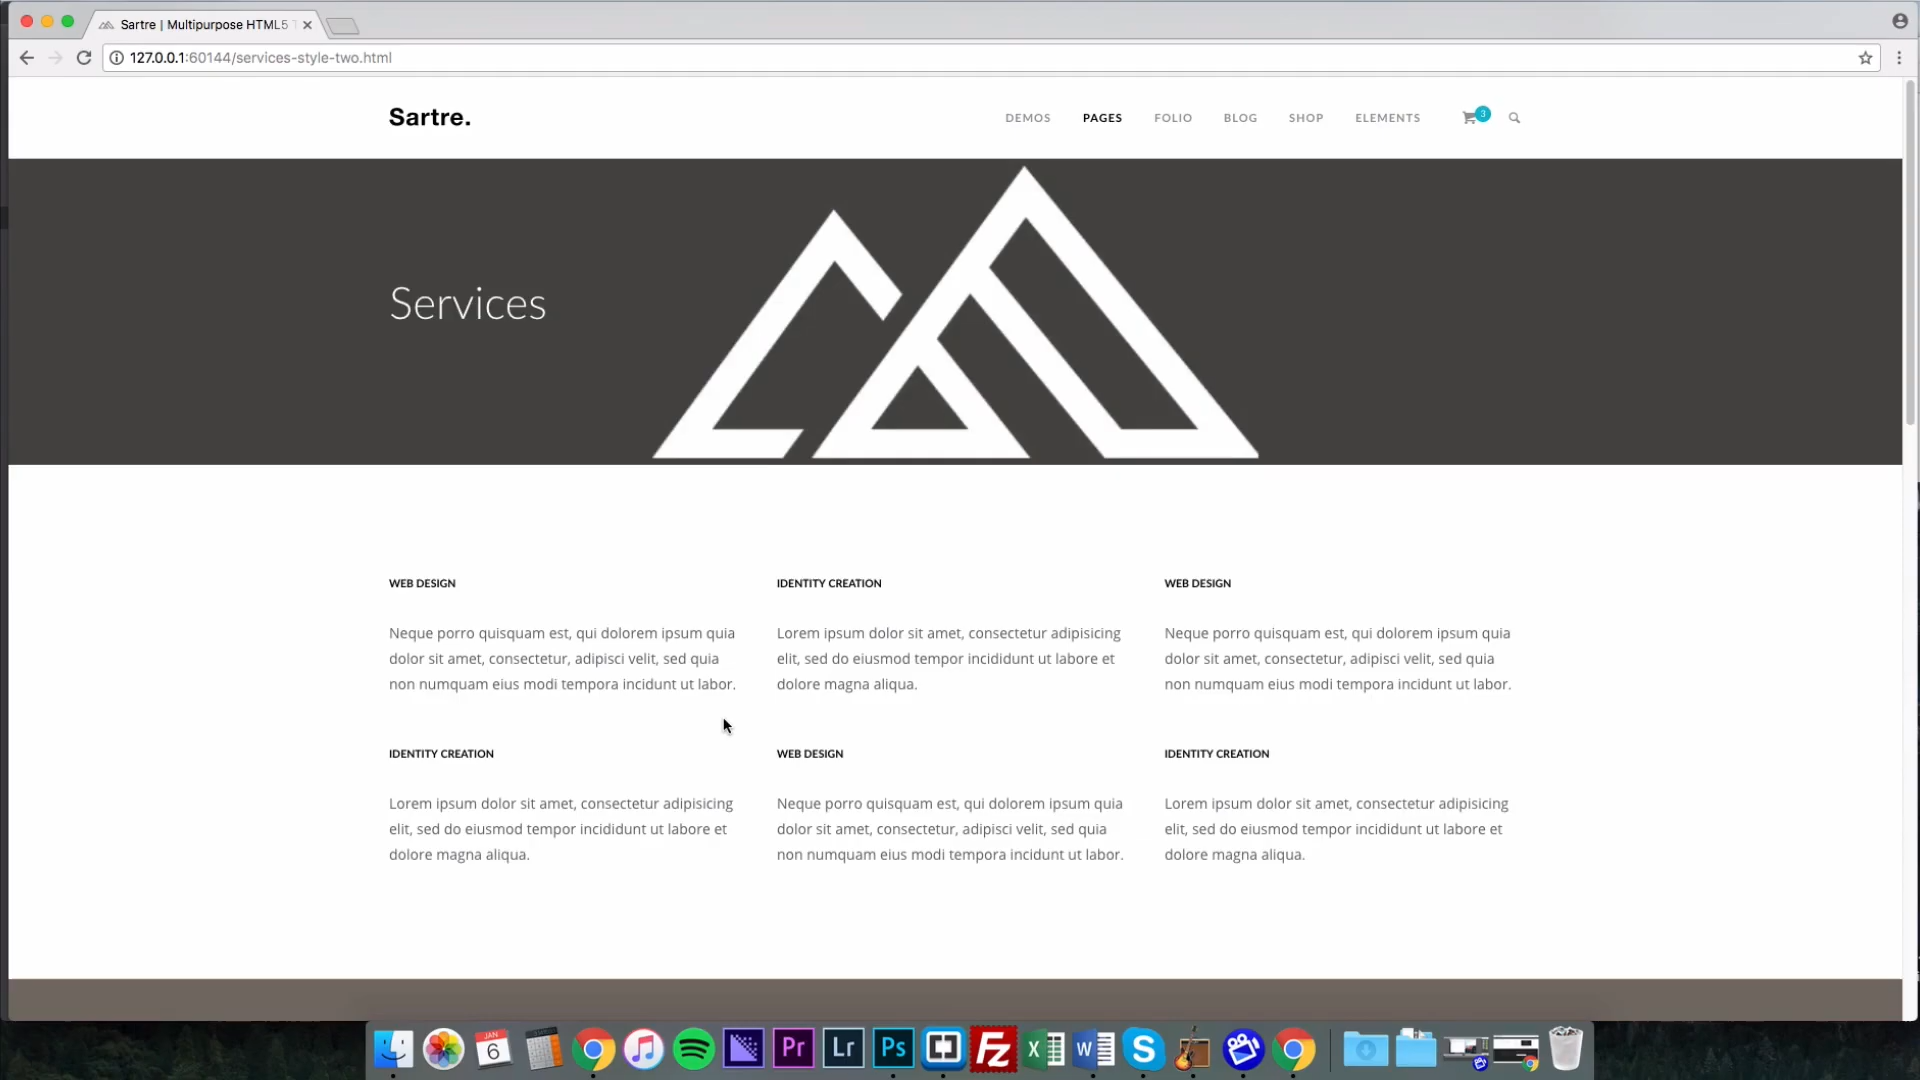 Sartre | Multipurpose HTML5
127.0.0.1:60144/services-style-two.html
Sartre.
DEMOS PAGES FOLIO BLOG SHOP ELEMENTS 3
Services
WEB DESIGN
Neque porro quisquam est, qui dolorem ipsum quia
dolor sit amet, consectetur, adipisci velit, sed quia
non numquam eius modi tempora incidunt ut labor.
IDENTITY CREATION
Lorem ipsum dolor sit amet, consectetur adipisicing
elit, sed do eiusmod tempor incididunt ut labore et
dolore magna aliqua.
WEB DESIGN
Neque porro quisquam est, qui dolorem ipsum quia
dolor sit amet, consectetur, adipisci velit, sed quia
non numquam eius modi tempora incidunt ut labor.
IDENTITY CREATION
Lorem ipsum dolor sit amet, consectetur adipisicing
elit, sed do eiusmod tempor incididunt ut labore et
dolore magna aliqua.
WEB DESIGN
Neque porro quisquam est, qui dolorem ipsum quia
dolor sit amet, consectetur, adipisci velit, sed quia
non numquam eius modi tempora incidunt ut labor.
IDENTITY CREATION
Lorem ipsum dolor sit amet, consectetur adipisicing
elit, sed do eiusmod tempor incididunt ut labore et
dolore magna aliqua.
JAN
6
Pr
Lr
Ps
Fz
X
W
S